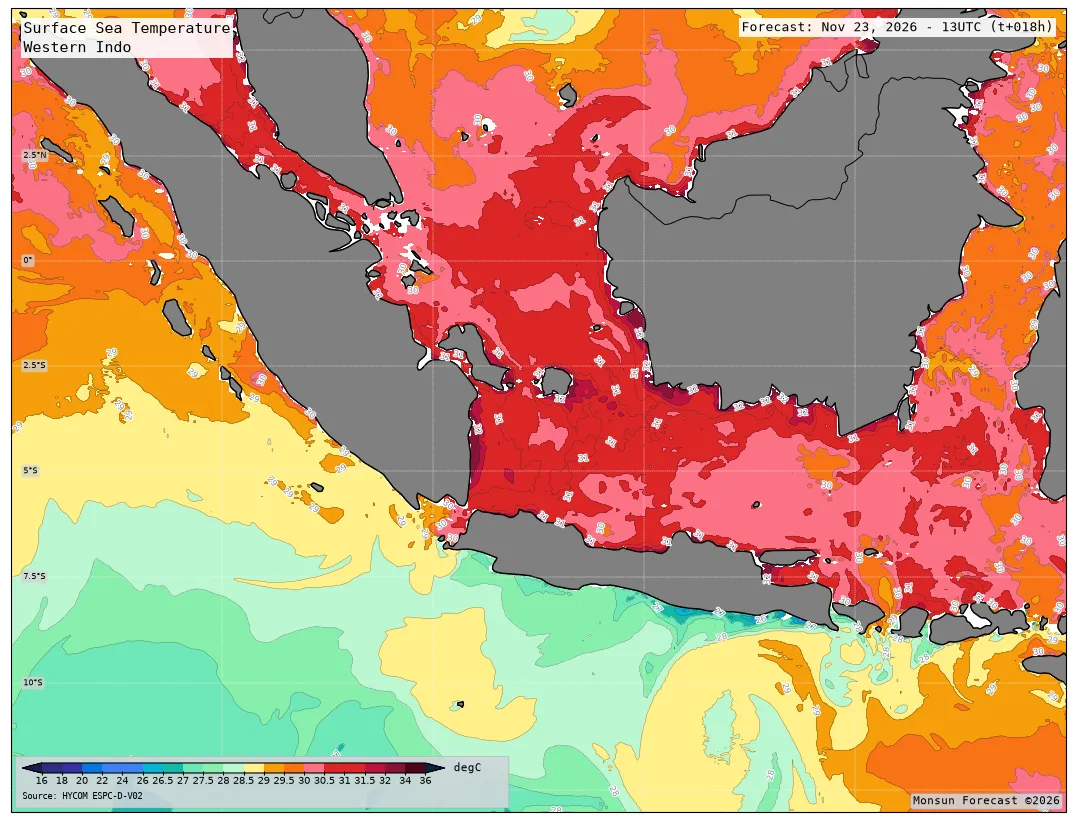 Surface Sea Temperature
Western Indo
Forecast: Nov 23, 2026 - 13UTC (t+018h)
2.5°N
0°
2.5°S
5°S
7.5°S
10°S
degC
16 18 20 22 24 26 26.5 27 27.5 28 28.5 29 29.5 30 30.5 31 31.5 32 34 36
Source: HYCOM ESPC-D-V02
Monsun Forecast ©2026